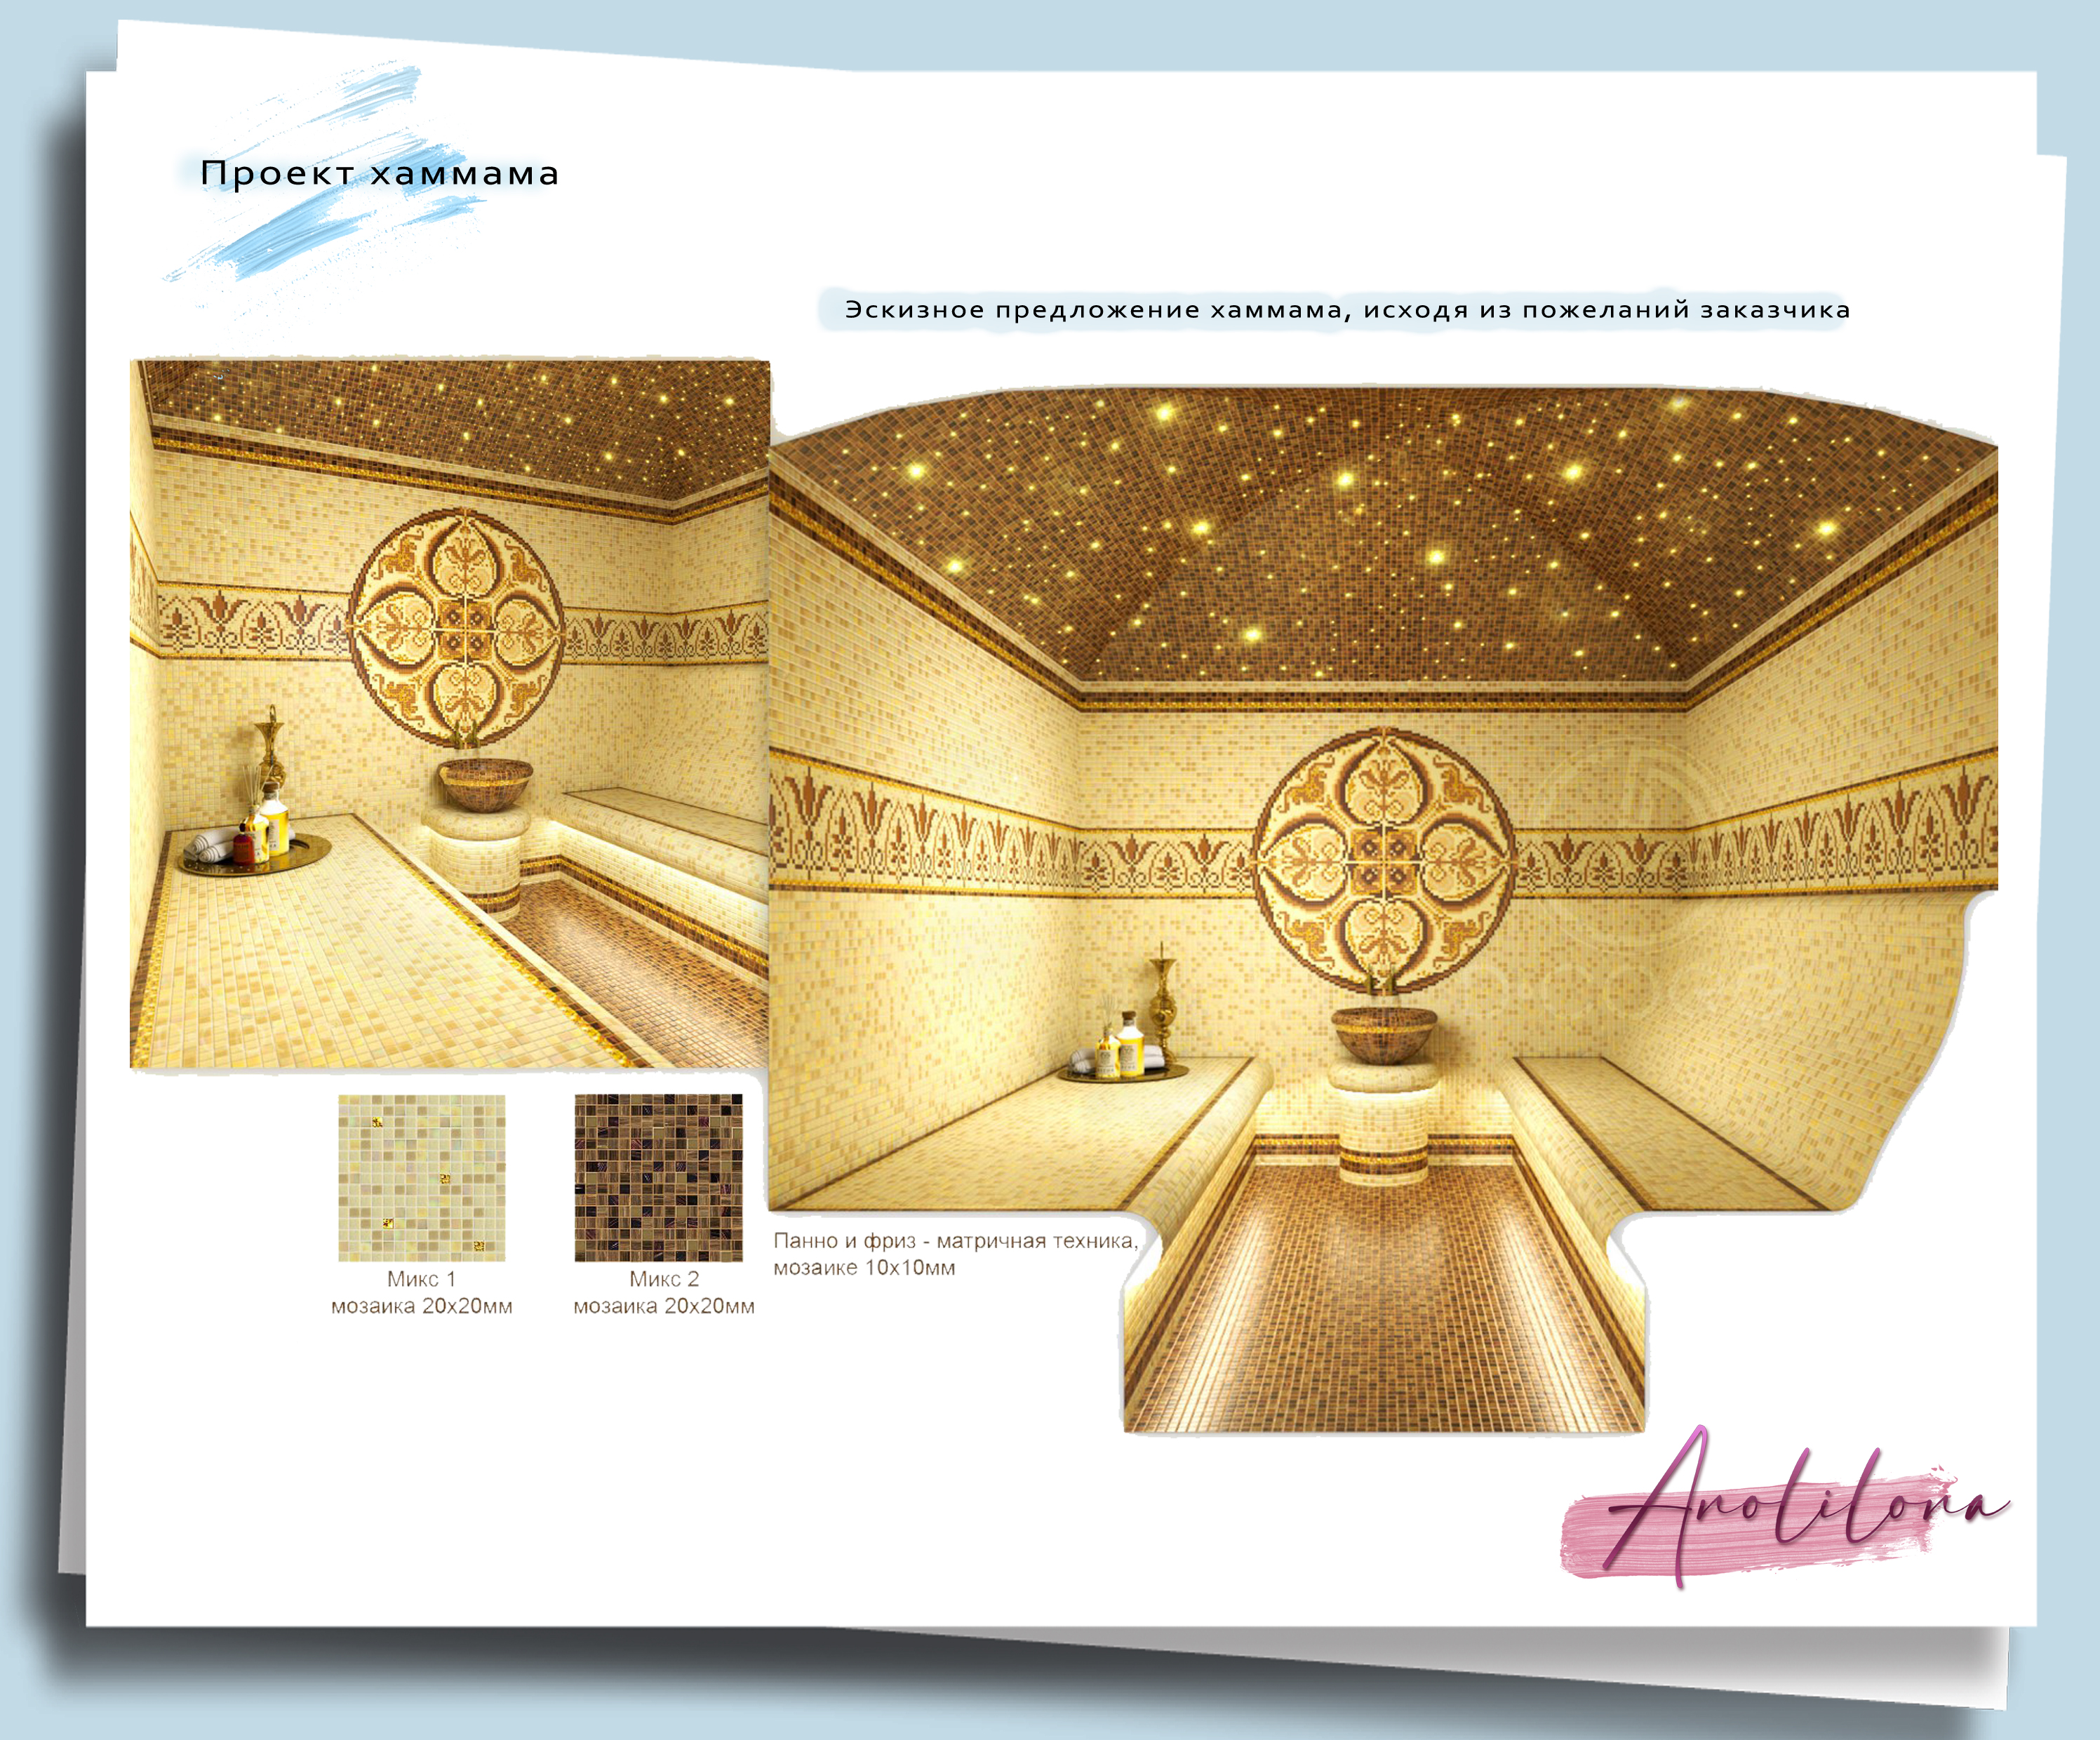 Проект хаммама
Эскизное предложение хаммама, исходя из пожеланий заказчика
Микс 1
мозаика 20х20мм
Микс 2
мозаика 20х20мм
Панно и фриз - матричная техника,
мозаике 10х10мм
Anolilona